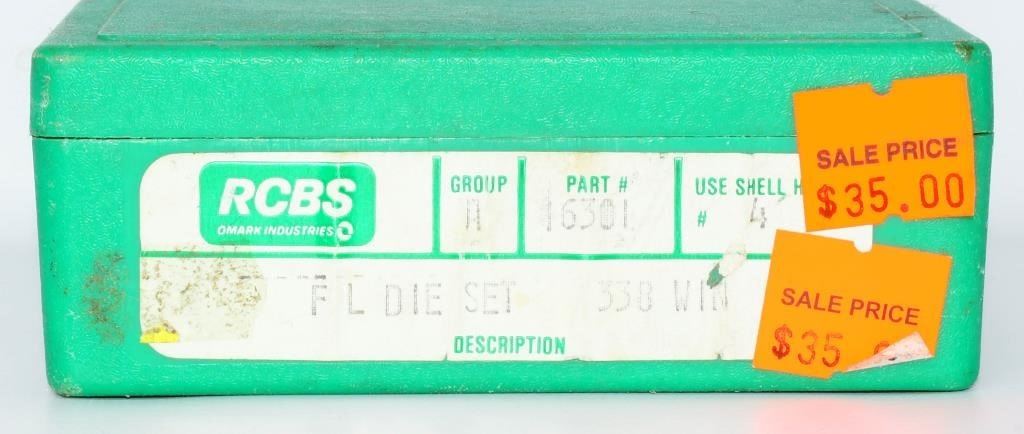 RCBS
OMARK INDUSTRIES
GROUP
PART #
16301
USE SHELL H
# 4
FL DIE SET 338 WIN
DESCRIPTION
SALE PRICE
$35.00
SALE PRICE
$35